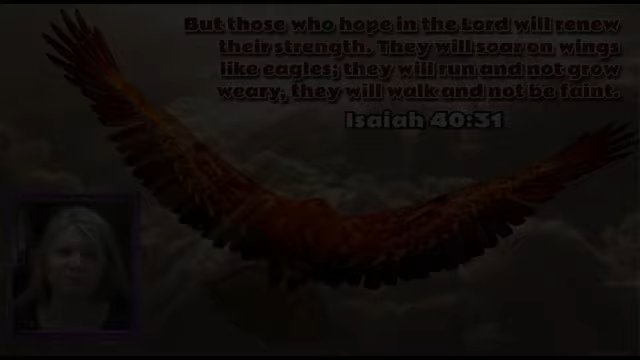 But those who hope in the Lord will renew
their strength. They will soar on wings
like eagles; they will run and not grow
weary, they will walk and not be faint.
Isaiah 40:31